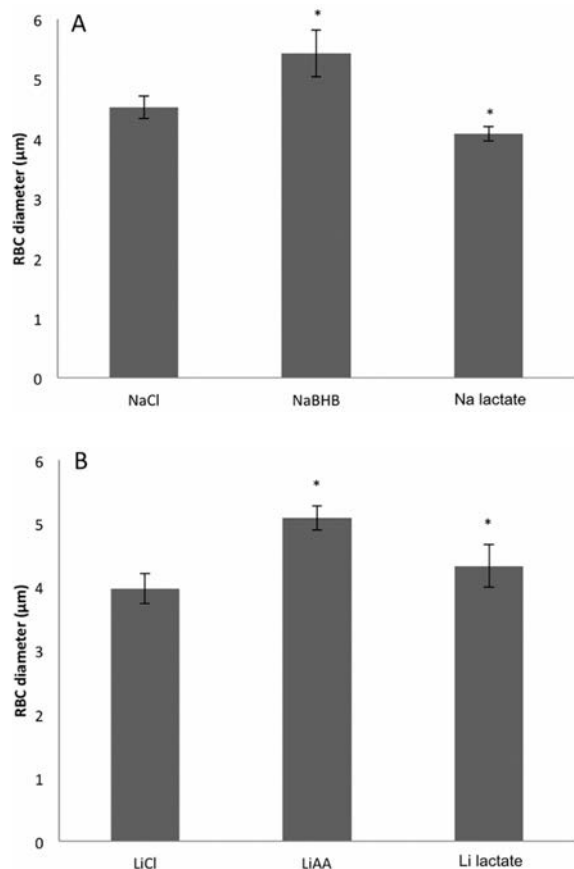 A
6
5
4
3
2
1
0
RBC diameter (μm)
*
*
NaCl
NaBHB
Na lactate
B
6
5
4
3
2
1
0
RBC diameter (μm)
*
*
LiCl
LiAA
Li lactate